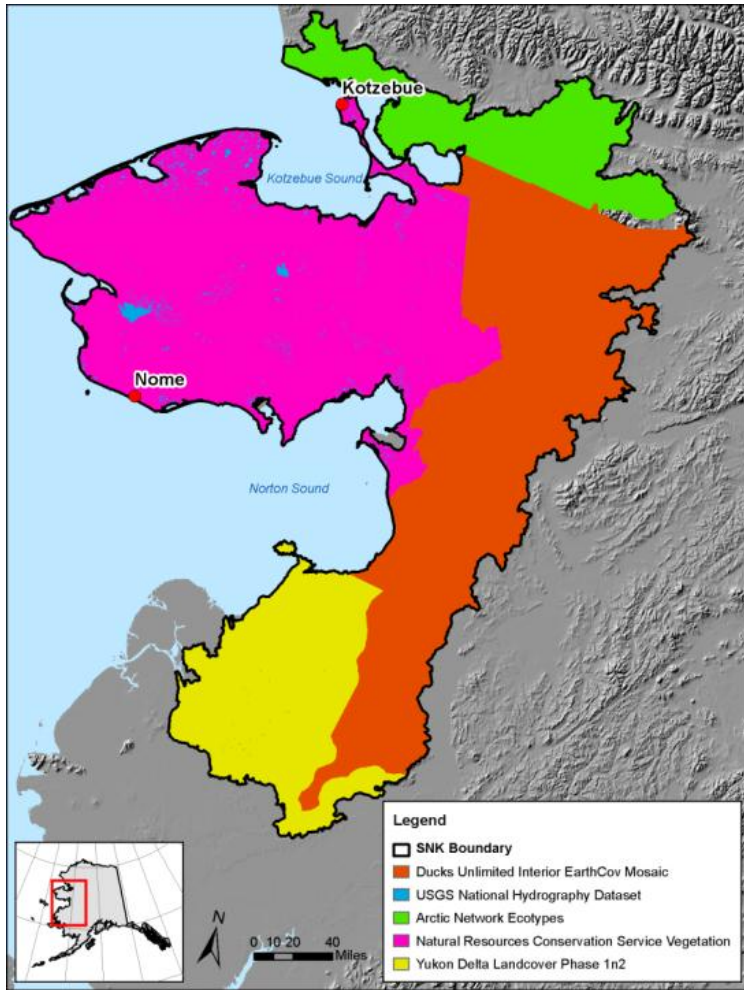 Kotzebue
Kotzebue Sound
Nome
Norton Sound
Legend
SNK Boundary
Ducks Unlimited Interior EarthCov Mosaic
USGS National Hydrography Dataset
Arctic Network Ecotypes
Natural Resources Conservation Service Vegetation
Yukon Delta Landcover Phase 1n2
N
0 10 20 40
Miles